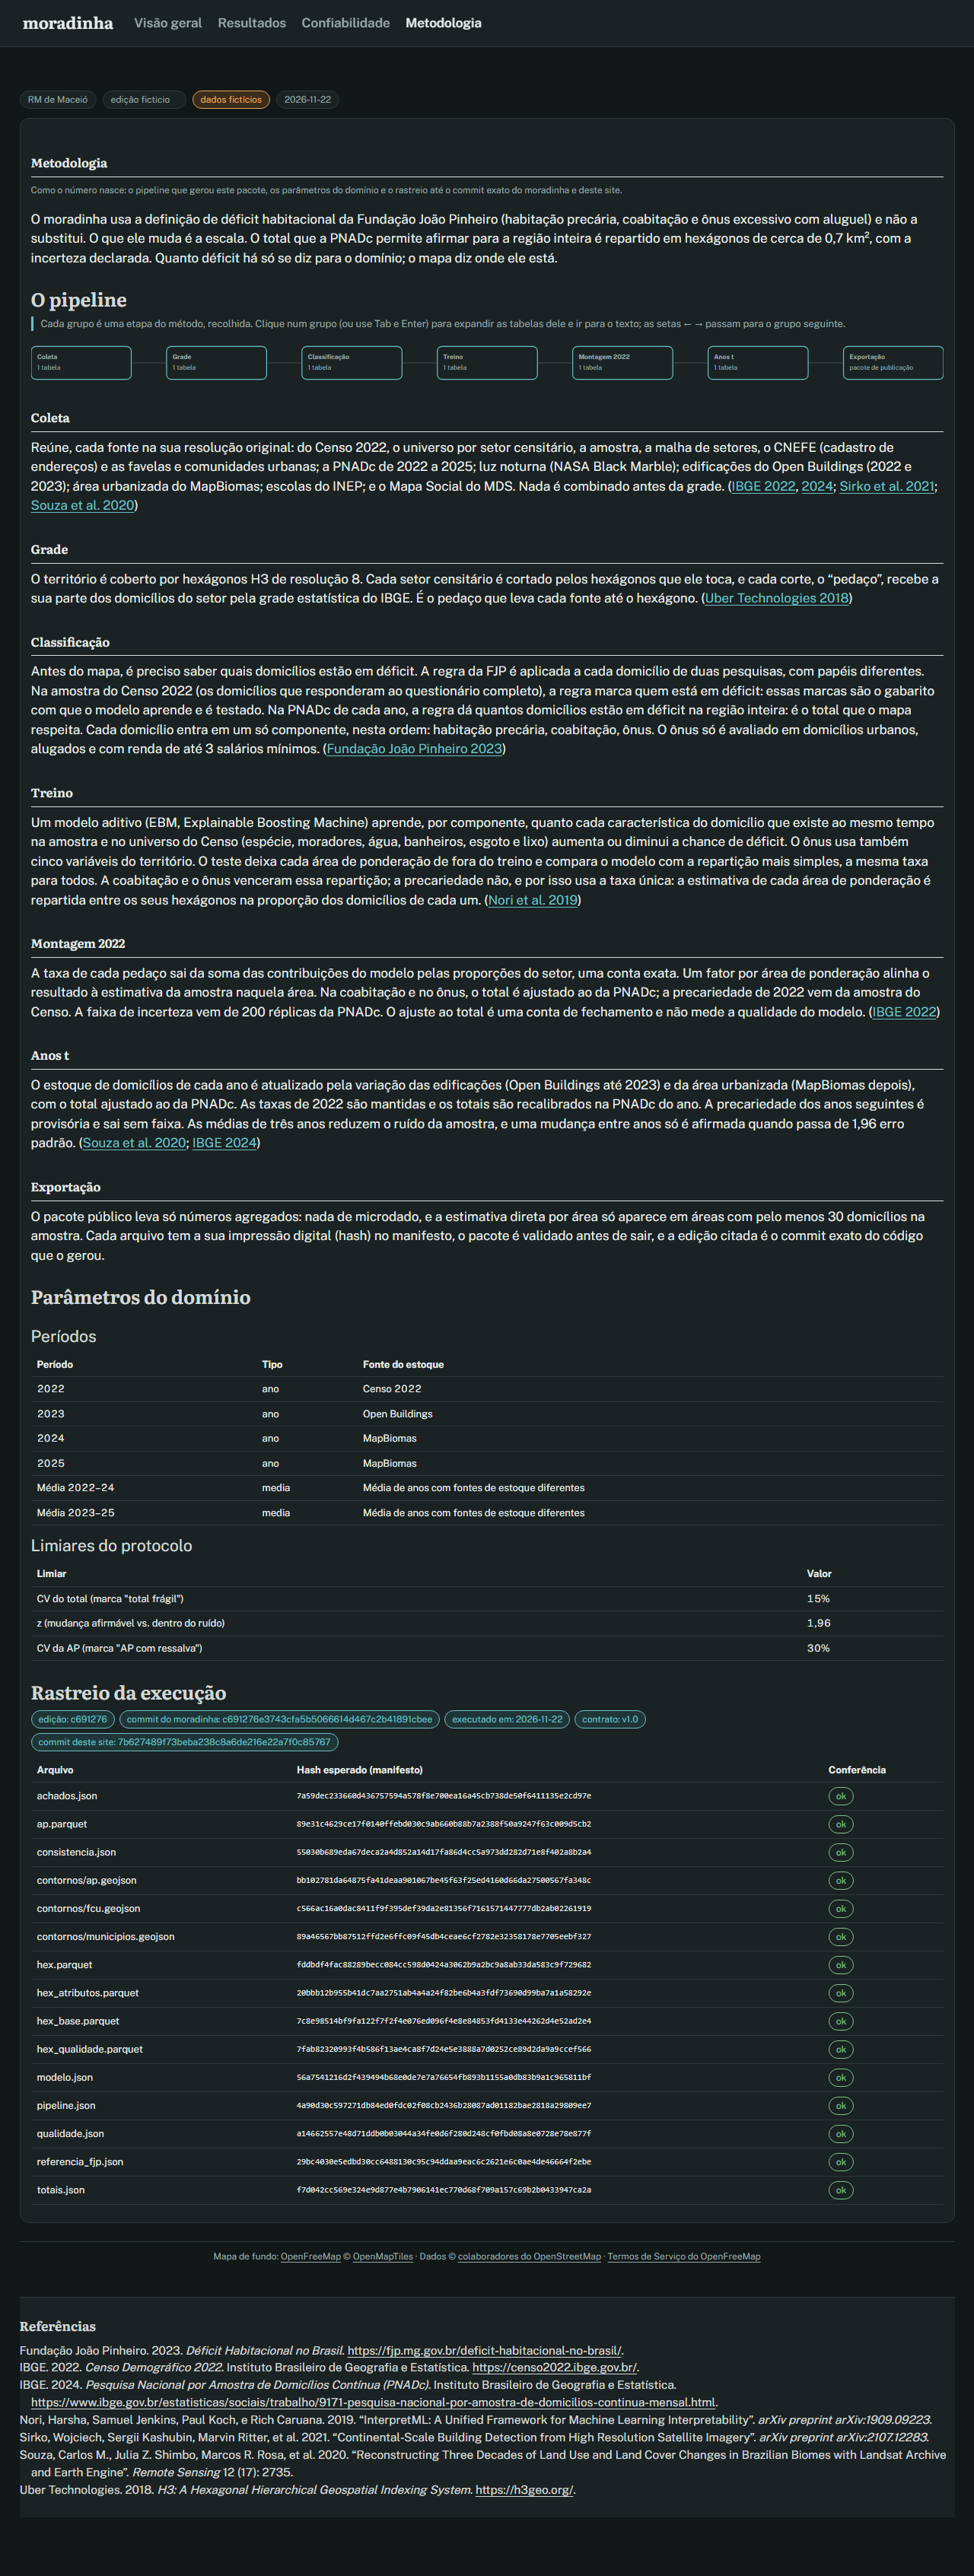 moradinha Visão geral Resultados Confiabilidade Metodologia
RM de Maceió edição ficticio dados fictícios 2026-11-22
Metodologia
Como o número nasce: o pipeline que gerou este pacote, os parâmetros do domínio e o rastreio até o commit exato do moradinha e deste site.
O moradinha usa a definição de déficit habitacional da Fundação João Pinheiro (habitação precária, coabitação e ônus excessivo com aluguel) e não a
substitui. O que ele muda é a escala. O total que a PNADc permite afirmar para a região inteira é repartido em hexágonos de cerca de 0,7 km², com a
incerteza declarada. Quanto déficit há só se diz para o domínio; o mapa diz onde ele está.
O pipeline
Cada grupo é uma etapa do método, recolhida. Clique num grupo (ou use Tab e Enter) para expandir as tabelas dele e ir para o texto; as setas ←→ passam para o grupo seguinte.
Coleta Grade Classificação Treino Montagem 2022 Anos t Exportação
1 tabela 1 tabela 1 tabela 1 tabela 1 tabela 1 tabela pacote de publicação
Coleta
Reúne, cada fonte na sua resolução original: do Censo 2022, o universo por setor censitário, a amostra, a malha de setores, o CNEFE (cadastro de
endereços) e as favelas e comunidades urbanas; a PNADc de 2022 a 2025; luz noturna (NASA Black Marble); edificações do Open Buildings (2022 e
2023); área urbanizada do MapBiomas; escolas do INEP; e o Mapa Social do MDS. Nada é combinado antes da grade. (IBGE 2022, 2024; Sirko et al. 2021;
Souza et al. 2020)
Grade
O território é coberto por hexágonos H3 de resolução 8. Cada setor censitário é cortado pelos hexágonos que ele toca, e cada corte, o “pedaço”, recebe a
sua parte dos domicílios do setor pela grade estatística do IBGE. É o pedaço que leva cada fonte até o hexágono. (Uber Technologies 2018)
Classificação
Antes do mapa, é preciso saber quais domicílios estão em déficit. A regra da FJP é aplicada a cada domicílio de duas pesquisas, com papéis diferentes.
Na amostra do Censo 2022 (os domicílios que responderam ao questionário completo), a regra marca quem está em déficit: essas marcas são o gabarito
com que o modelo aprende e é testado. Na PNADc de cada ano, a regra dá quantos domicílios estão em déficit na região inteira: é o total que o mapa
respeita. Cada domicílio entra em um só componente, nesta ordem: habitação precária, coabitação, ônus. O ônus só é avaliado em domicílios urbanos,
alugados e com renda de até 3 salários mínimos. (Fundação João Pinheiro 2023)
Treino
Um modelo aditivo (EBM, Explainable Boosting Machine) aprende, por componente, quanto cada característica do domicílio que existe ao mesmo tempo
na amostra e no universo do Censo (espécie, moradores, água, banheiros, esgoto e lixo) aumenta ou diminui a chance de déficit. O ônus usa também
cinco variáveis do território. O teste deixa cada área de ponderação de fora do treino e compara o modelo com a repartição mais simples, a mesma taxa
para todos. A coabitação e o ônus venceram essa repartição; a precariedade não, e por isso usa a taxa única: a estimativa de cada área de ponderação é
repartida entre os seus hexágonos na proporção dos domicílios de cada um. (Nori et al. 2019)
Montagem 2022
A taxa de cada pedaço sai da soma das contribuições do modelo pelas proporções do setor, uma conta exata. Um fator por área de ponderação alinha o
resultado à estimativa da amostra naquela área. Na coabitação e no ônus, o total é ajustado ao da PNADc; a precariedade de 2022 vem da amostra do
Censo. A faixa de incerteza vem de 200 réplicas da PNADc. O ajuste ao total é uma conta de fechamento e não mede a qualidade do modelo. (IBGE 2022)
Anos t
O estoque de domicílios de cada ano é atualizado pela variação das edificações (Open Buildings até 2023) e da área urbanizada (MapBiomas depois),
com o total ajustado ao da PNADc. As taxas de 2022 são mantidas e os totais são recalibrados na PNADc do ano. A precariedade dos anos seguintes é
provisória e sai sem faixa. As médias de três anos reduzem o ruído da amostra, e uma mudança entre anos só é afirmada quando passa de 1,96 erro
padrão. (Souza et al. 2020; IBGE 2024)
Exportação
O pacote público leva só números agregados: nada de microdado, e a estimativa direta por área só aparece em áreas com pelo menos 30 domicílios na
amostra. Cada arquivo tem a sua impressão digital (hash) no manifesto, o pacote é validado antes de sair, e a edição citada é o commit exato do código
que o gerou.
Parâmetros do domínio
Períodos
Período Tipo Fonte do estoque
2022 ano Censo 2022
2023 ano Open Buildings
2024 ano MapBiomas
2025 ano MapBiomas
Média 2022–24 media Média de anos com fontes de estoque diferentes
Média 2023–25 media Média de anos com fontes de estoque diferentes
Limiares do protocolo
Limiar Valor
CV do total (marca "total frágil") 15%
z (mudança afirmável vs. dentro do ruído) 1,96
CV da AP (marca "AP com ressalva") 30%
Rastreio da execução
edição: c691276 commit do moradinha: c691276e3743cfa5b5066614d467c2b41891cbee executado em: 2026-11-22 contrato: v1.0
commit deste site: 7b627489f73beba238c8a6de216e22a7f0c85767
Arquivo Hash esperado (manifesto) Conferência
achados.json 7a59dec233660d436757594a578f8e700ea16a45cb738de50f6411135e2cd97e ok
ap.parquet 89e31c4629ce17f0140ffebd030c9ab660b88b7a2388f50a9247f63c009d5cb2 ok
consistencia.json 55030b689eda67deca2a4d852a14d17fa86d4cc5a973dd282d71e8f402a8b2a4 ok
contornos/ap.geojson bb102781da64875fa41deaa901067be45f63f25ed4160d66da27500567fa348c ok
contornos/fcu.geojson c566ac16a0dac8411f9f395def39da2e81356f7161571447777db2ab02261919 ok
contornos/municipios.geojson 89a46567bb87512ffd2e6ffc09f45db4ceae6cf2782e32358178e7705eebf327 ok
hex.parquet fddbdf4fac88289becc084cc598d0424a3062b9a2bc9a8ab33da583c9f729682 ok
hex_atributos.parquet 20bbb12b955b41dc7aa2751ab4a4a24f82be6b4a3fdf73690d99ba7a1a58292e ok
hex_base.parquet 7c8e98514bf9fa122f7f2f4e076ed096f4e8e84853fd4133e44262d4e52ad2e4 ok
hex_qualidade.parquet 7fab82320993f4b586f13ae4ca8f7d24e5e3888a7d0252ce89d2da9a9ccef566 ok
modelo.json 56a7541216d2f439494b68e0de7e7a76654fb893b1155a0db83b9a1c965811bf ok
pipeline.json 4a90d30c597271db84ed0fdc02f08cb2436b28087ad01182bae2818a29809ee7 ok
qualidade.json a14662557e48d71ddb0b03044a34fe0d6f280d248cf0fbd08a8e0728e78e877f ok
referencia_fjp.json 29bc4030e5edbd30cc6488130c95c94ddaa9eac6c2621e6c0ae4de46664f2ebe ok
totais.json f7d042cc569e324e9d877e4b7906141ec770d68f709a157c69b2b0433947ca2a ok
Mapa de fundo: OpenFreeMap © OpenMapTiles · Dados © colaboradores do OpenStreetMap · Termos de Serviço do OpenFreeMap
Referências
Fundação João Pinheiro. 2023. Déficit Habitacional no Brasil. https://fjp.mg.gov.br/deficit-habitacional-no-brasil/.
IBGE. 2022. Censo Demográfico 2022. Instituto Brasileiro de Geografia e Estatística. https://censo2022.ibge.gov.br/.
IBGE. 2024. Pesquisa Nacional por Amostra de Domicílios Contínua (PNADc). Instituto Brasileiro de Geografia e Estatística.
https://www.ibge.gov.br/estatisticas/sociais/trabalho/9171-pesquisa-nacional-por-amostra-de-domicilios-continua-mensal.html.
Nori, Harsha, Samuel Jenkins, Paul Koch, e Rich Caruana. 2019. “InterpretML: A Unified Framework for Machine Learning Interpretability”. arXiv preprint arXiv:1909.09223.
Sirko, Wojciech, Sergii Kashubin, Marvin Ritter, et al. 2021. “Continental-Scale Building Detection from High Resolution Satellite Imagery”. arXiv preprint arXiv:2107.12283.
Souza, Carlos M., Julia Z. Shimbo, Marcos R. Rosa, et al. 2020. “Reconstructing Three Decades of Land Use and Land Cover Changes in Brazilian Biomes with Landsat Archive
and Earth Engine”. Remote Sensing 12 (17): 2735.
Uber Technologies. 2018. H3: A Hexagonal Hierarchical Geospatial Indexing System. https://h3geo.org/.